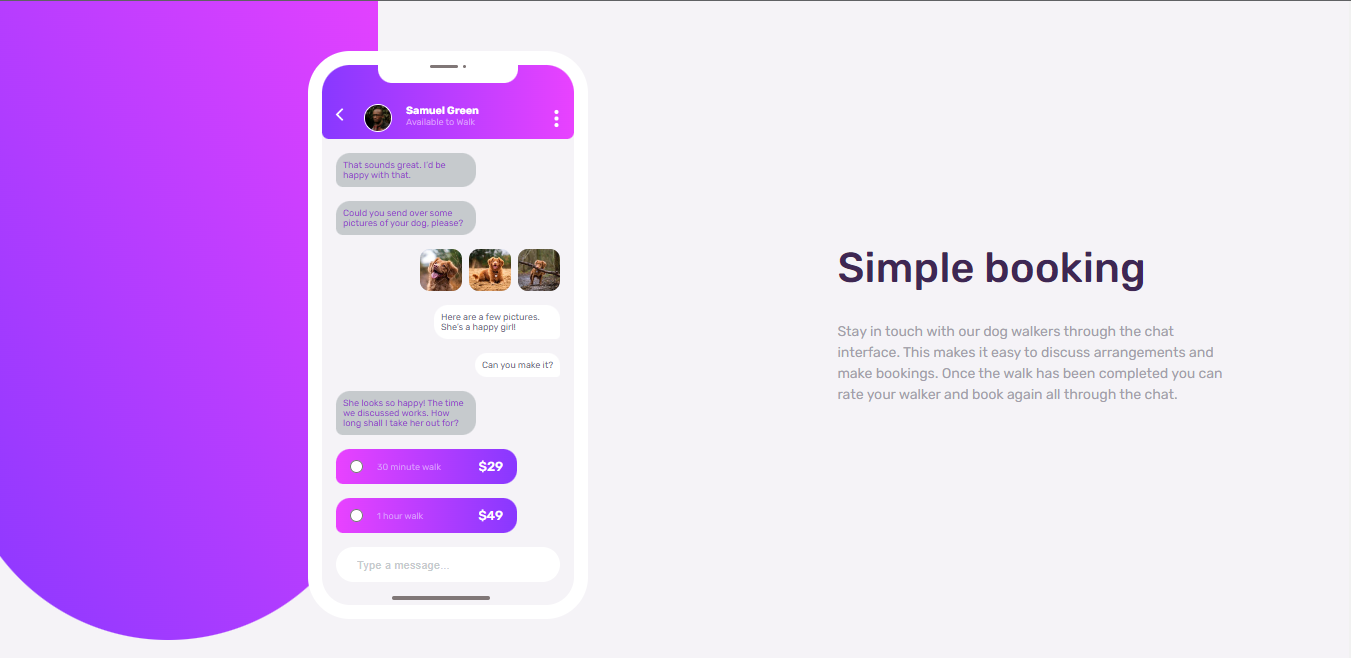 Samuel Green
Available to Walk
That sounds great. I'd be
happy with that.
Could you send over some
pictures of your dog, please?
Here are a few pictures.
She's a happy girl!
Can you make it?
She looks so happy! The time
we discussed works. How
long shall I take her out for?
30 minute walk $29
1 hour walk $49
Type a message...
Simple booking
Stay in touch with our dog walkers through the chat
interface. This makes it easy to discuss arrangements and
make bookings. Once the walk has been completed you can
rate your walker and book again all through the chat.